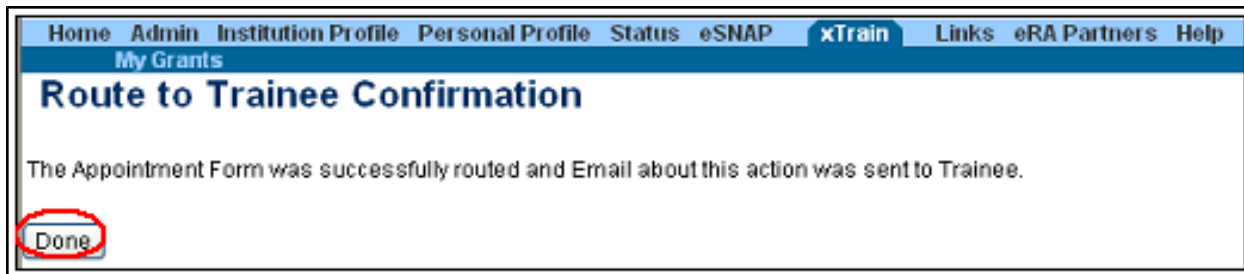 Home Admin Institution Profile Personal Profile Status eSNAP xTrain Links eRA Partners Help
My Grants
Route to Trainee Confirmation
The Appointment Form was successfully routed and Email about this action was sent to Trainee.
Done